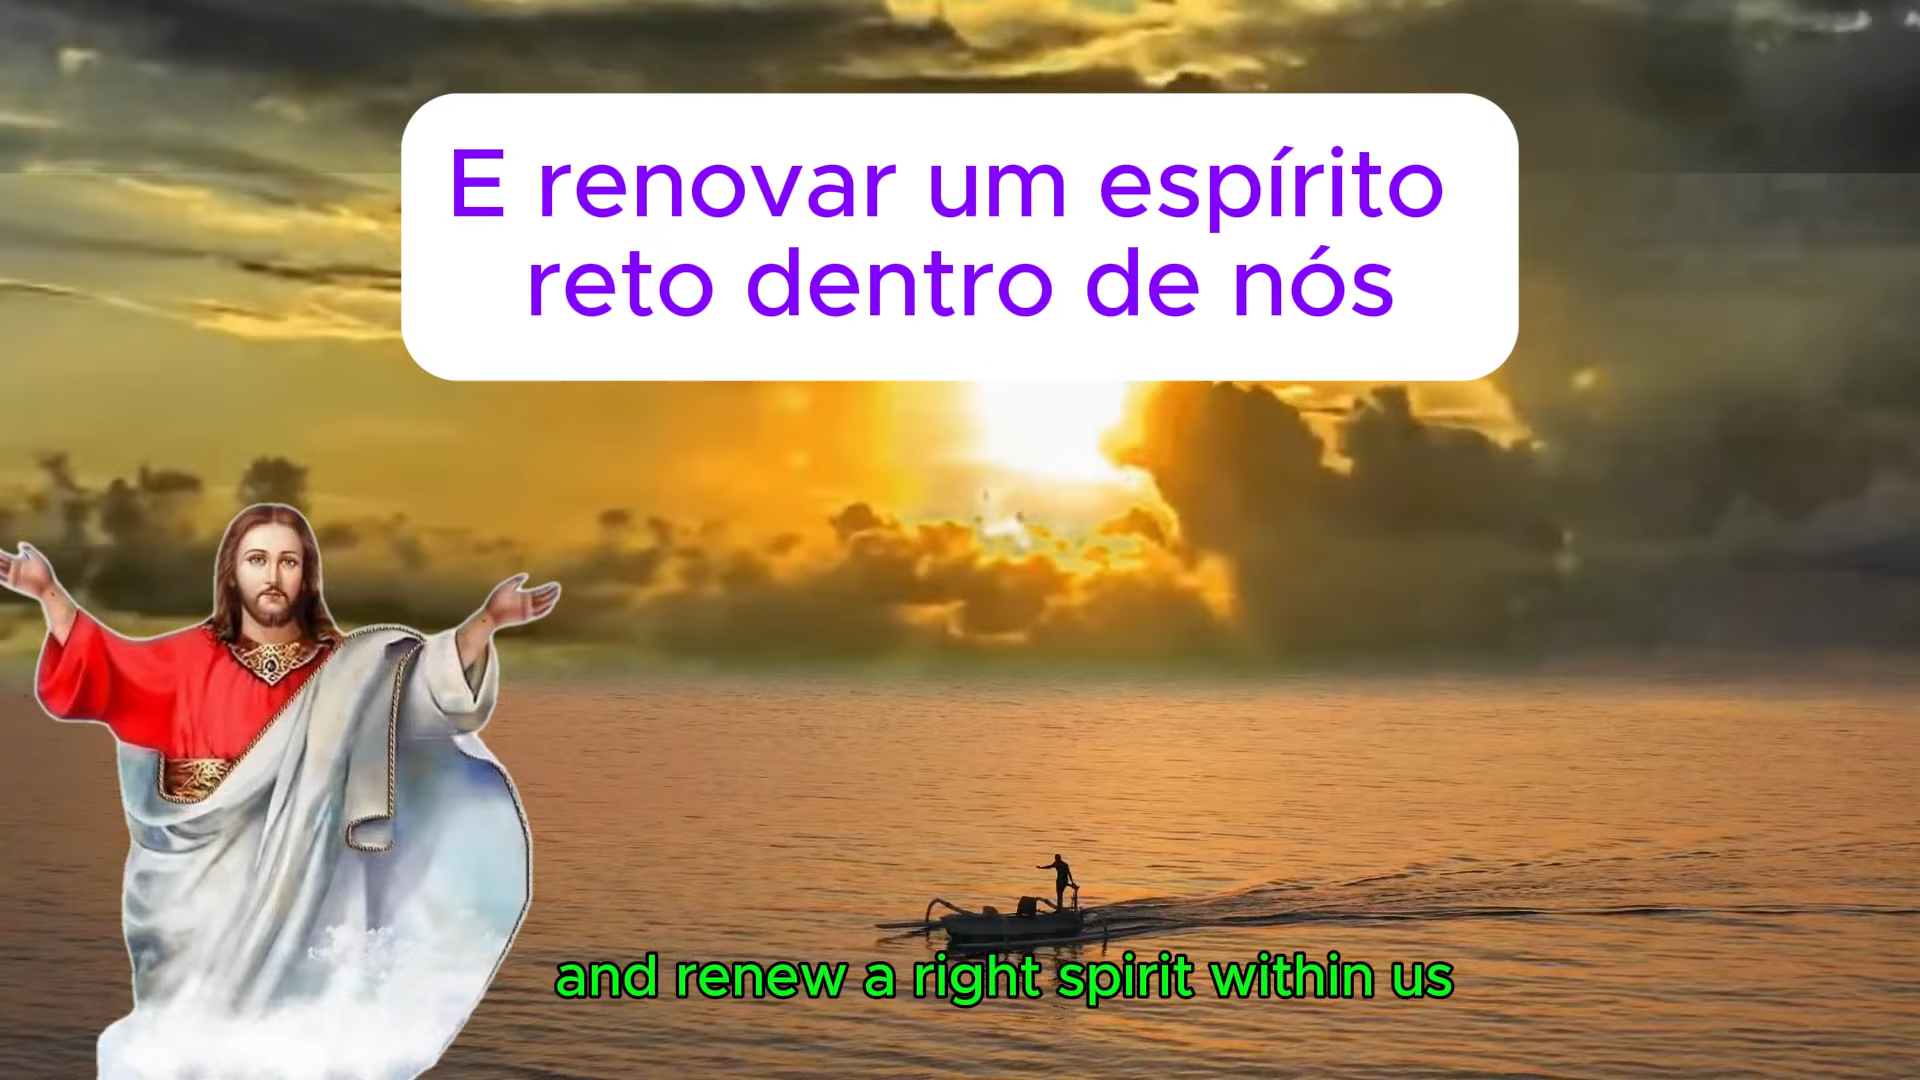 E renovar um espírito
reto dentro de nós
and renew a right spirit within us